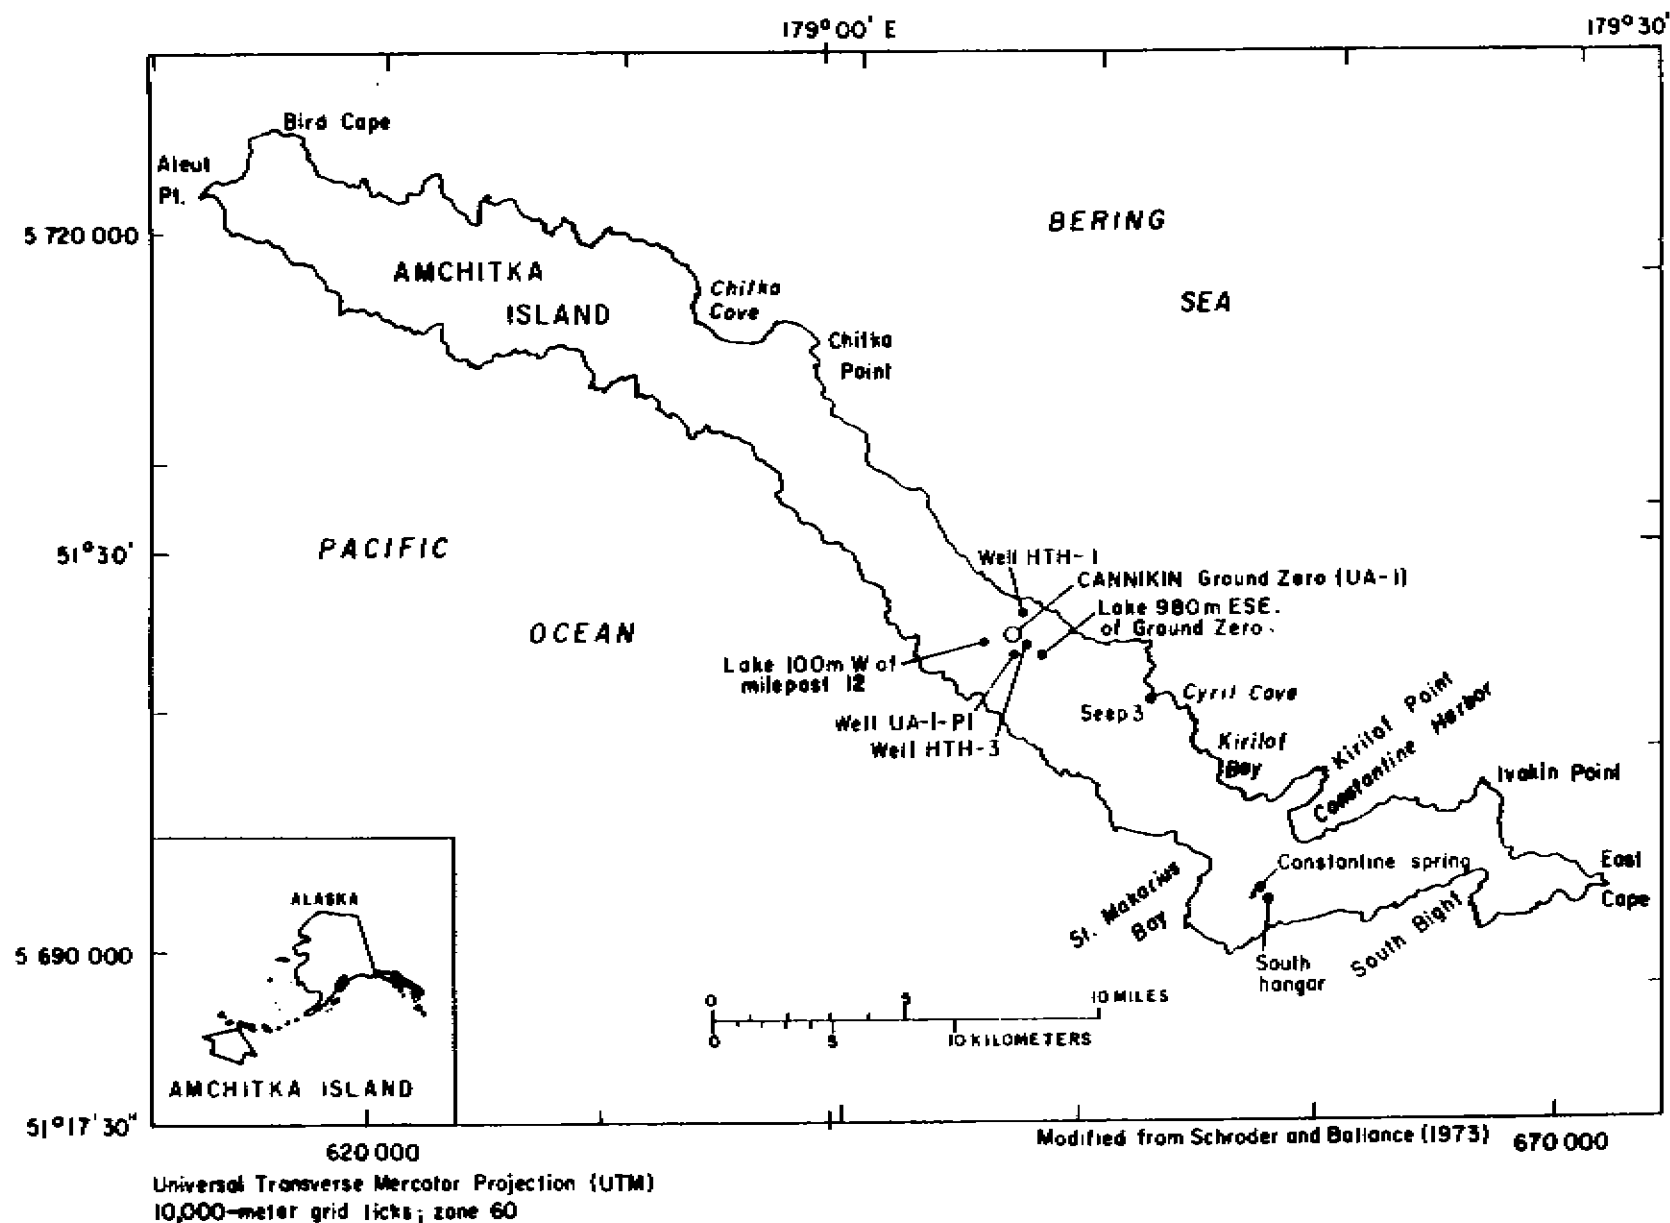 179°00' E
179°30'
Bird Cape
Aleut
Pt.
BERING
5 720 000
AMCHITKA
SEA
Chitka
Cove
ISLAND
Chitka
Point
51°30'
PACIFIC
Well HTH-1
CANNIKIN Ground Zero (UA-1)
Lake 980m ESE.
of Ground Zero
OCEAN
Lake 100m W of
milepost 12
Cyril Cove
Seep 3
Well UA-1-P1
Well HTH-3
Kirilof
Bay
Kirilof Point
Constantine Harbor
Ivakin Point
Constantine spring
East
Cape
St. Makarius
Bay
South Bight
5 690 000
South
hangar
ALASKA
0 5 10 MILES
0 5 10 KILOMETERS
AMCHITKA ISLAND
51°17'30"
Modified from Schroder and Ballance (1973)
620 000
670 000
Universal Transverse Mercator Projection (UTM)
10,000-meter grid ticks; zone 60